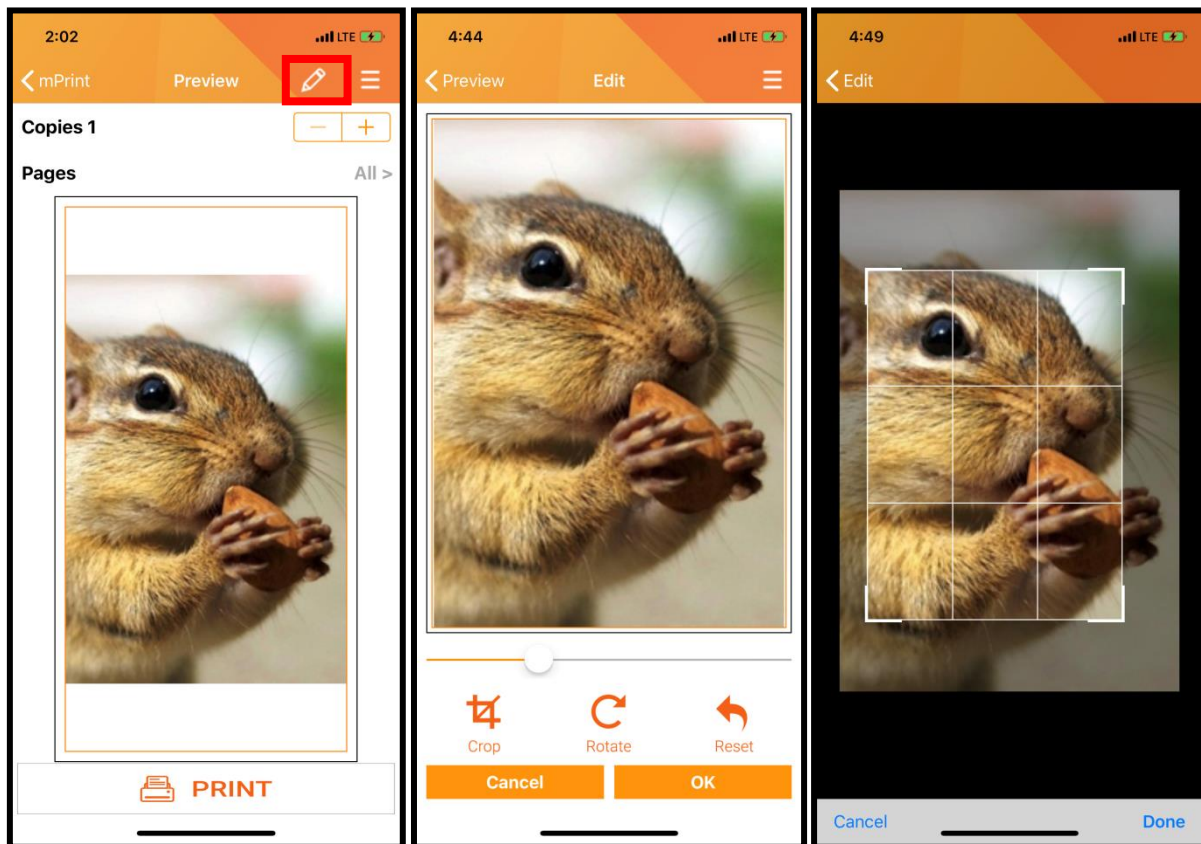 2:02 LTE
mPrint Preview
Copies 1
Pages All >
PRINT
4:44 LTE
Preview Edit
Crop Rotate Reset
Cancel OK
4:49 LTE
Edit
Cancel Done